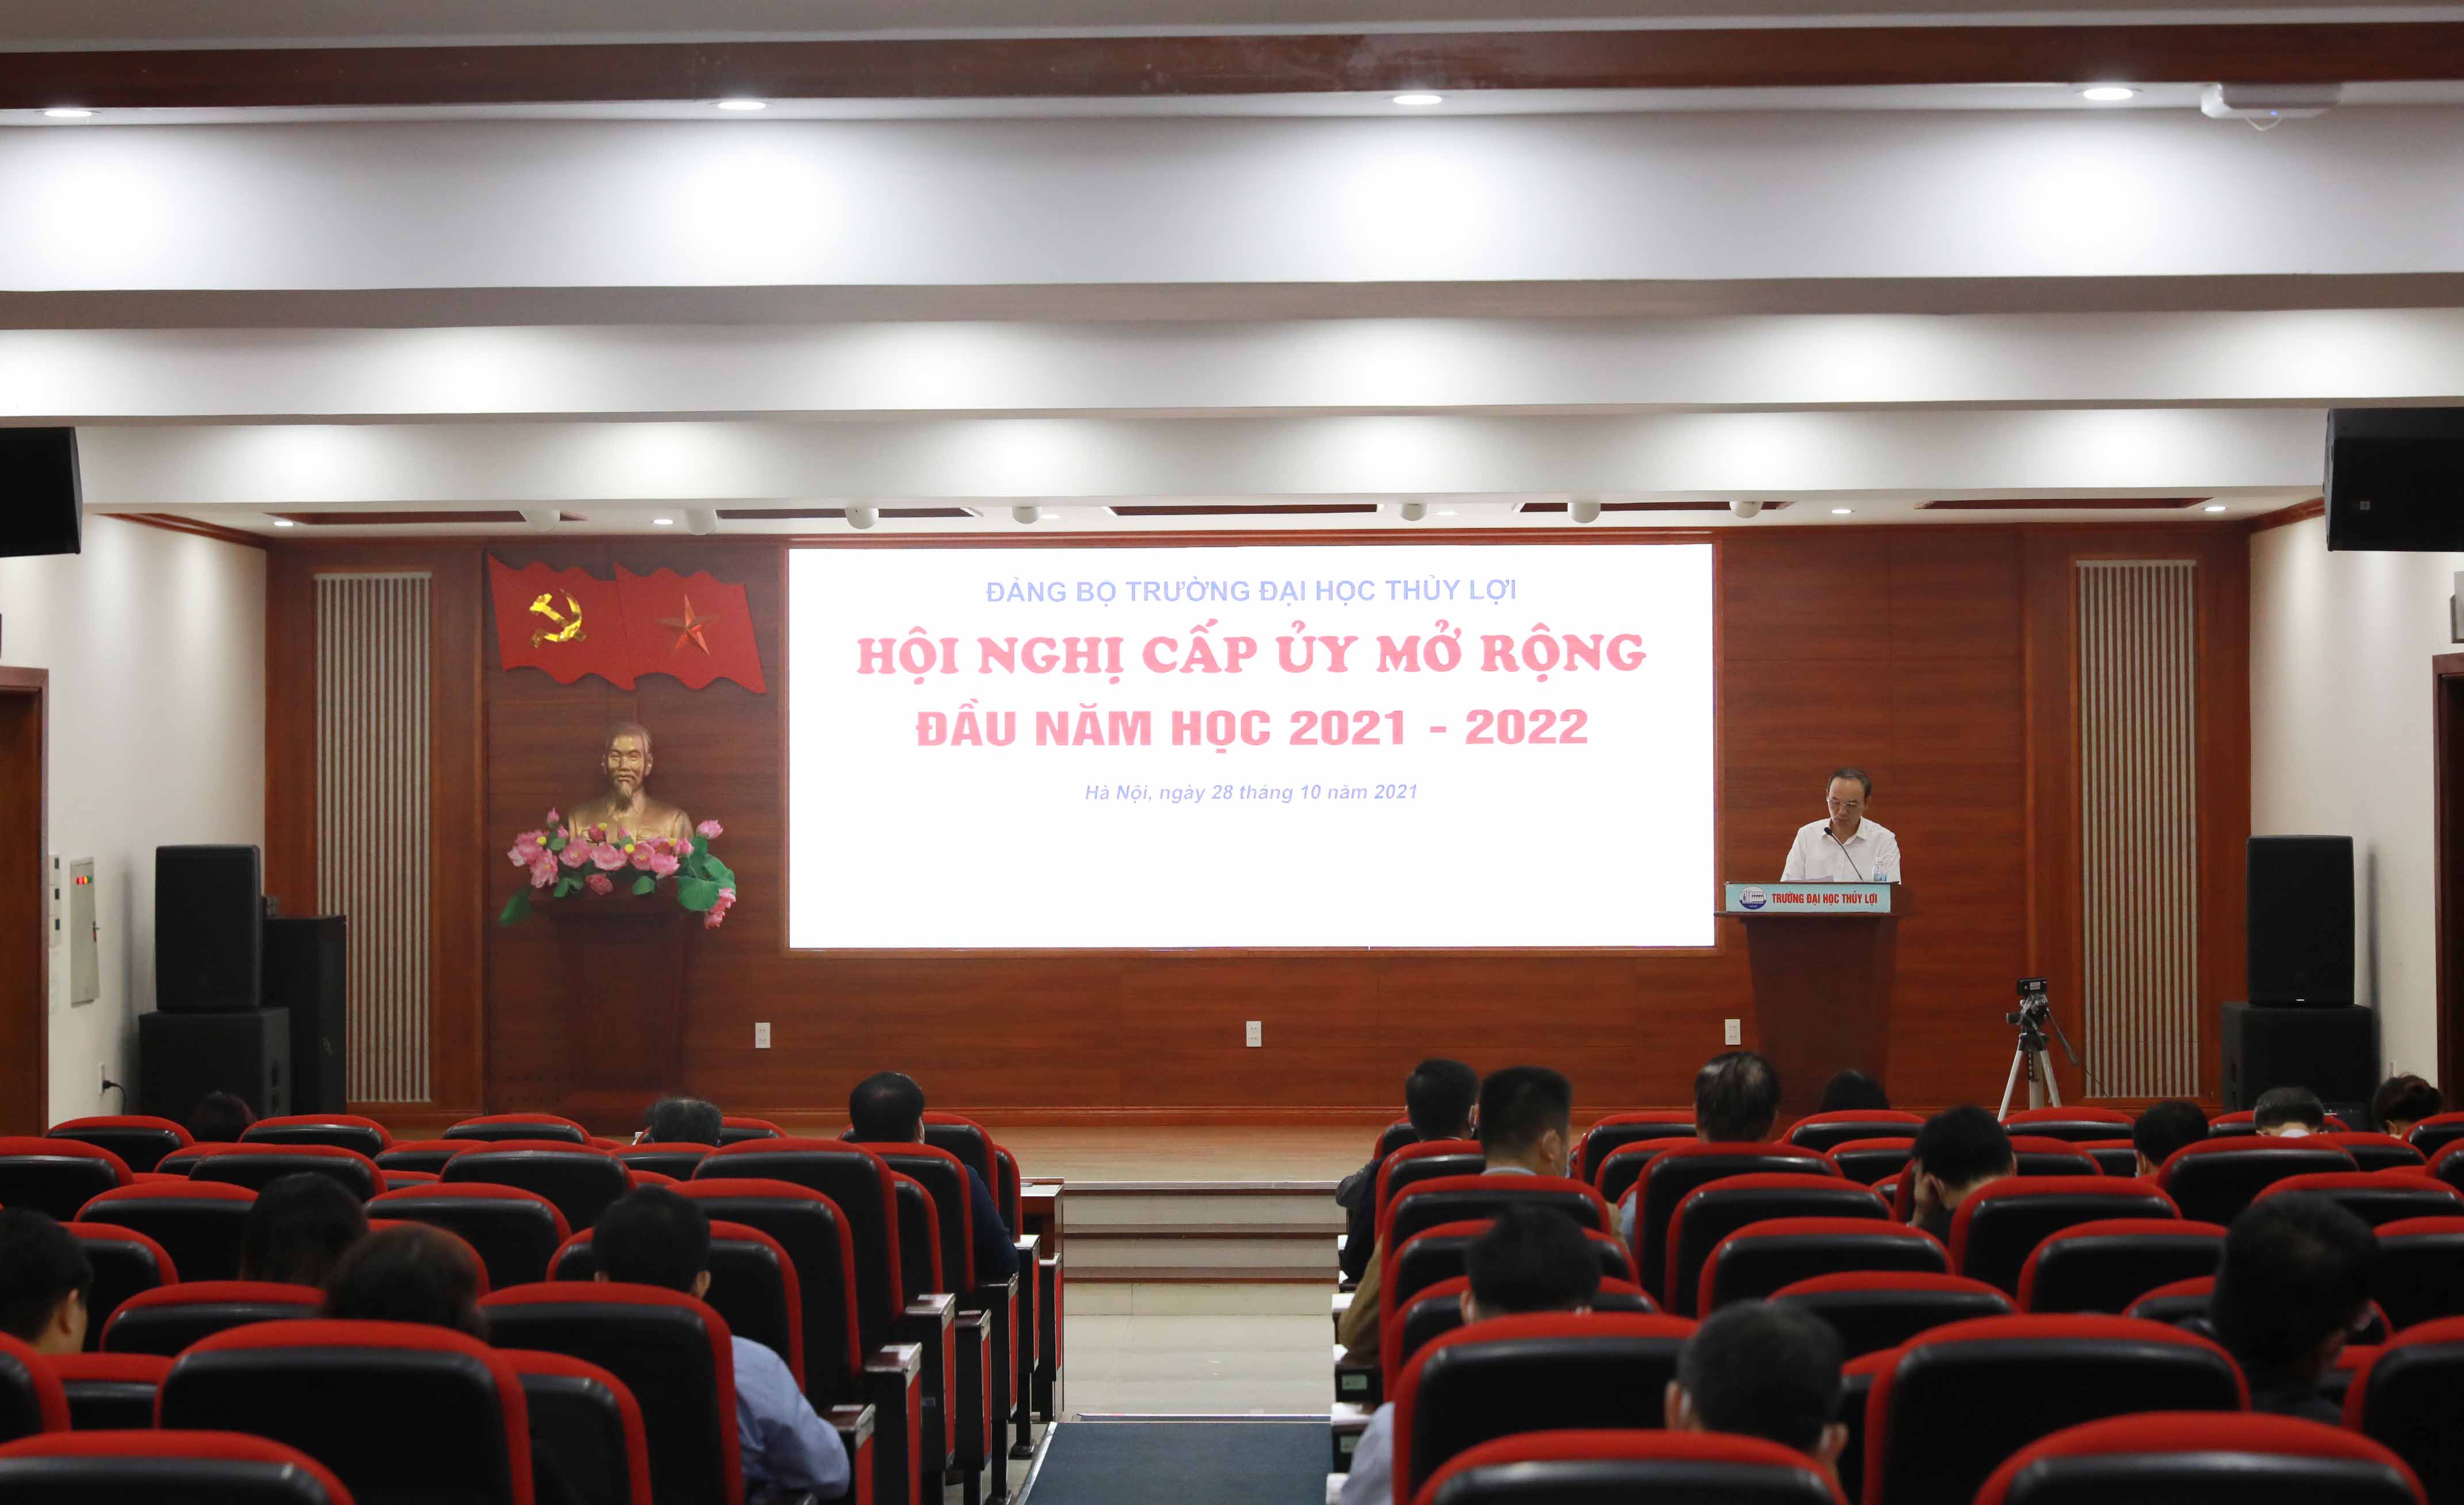 ĐẢNG BỘ TRƯỜNG ĐẠI HỌC THỦY LỢI
HỘI NGHỊ CẤP ỦY MỞ RỘNG
ĐẦU NĂM HỌC 2021 - 2022
Hà Nội, ngày 28 tháng 10 năm 2021
TRƯỜNG ĐẠI HỌC THỦY LỢI